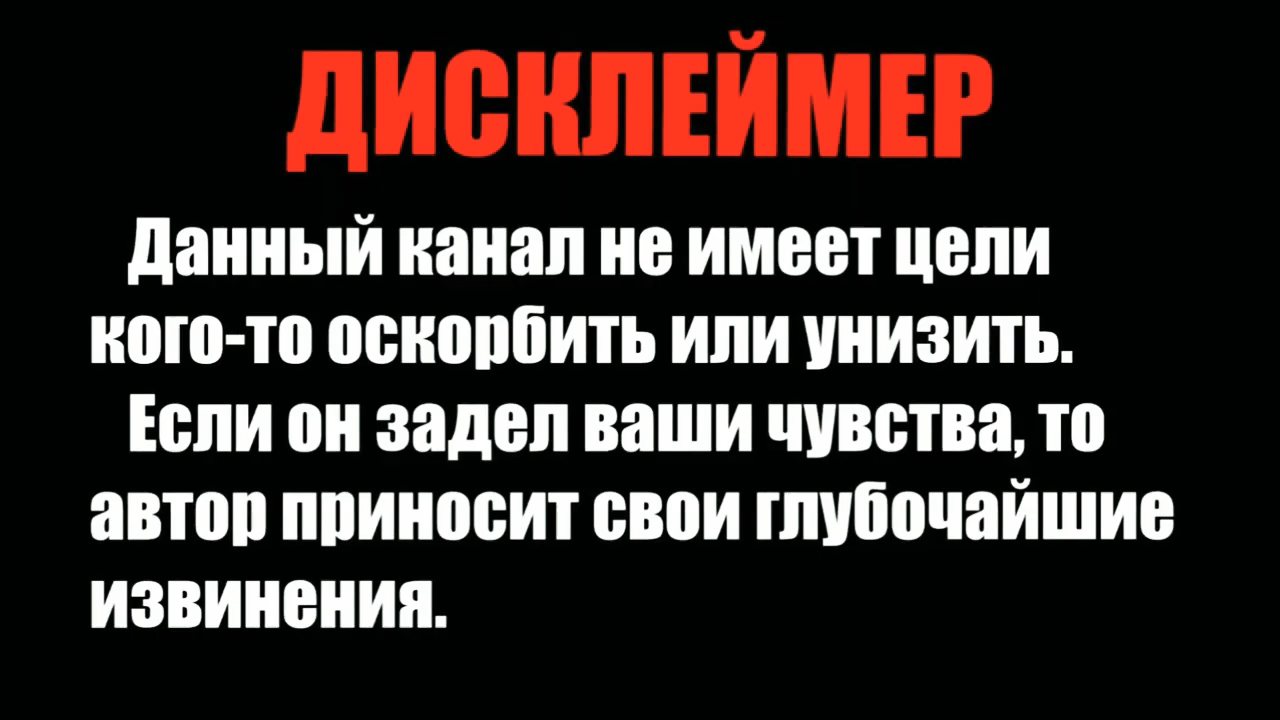 ДИСКЛЕЙМЕР
Данный канал не имеет цели
кого-то оскорбить или унизить.
Если он задел ваши чувства, то
автор приносит свои глубочайшие
извинения.